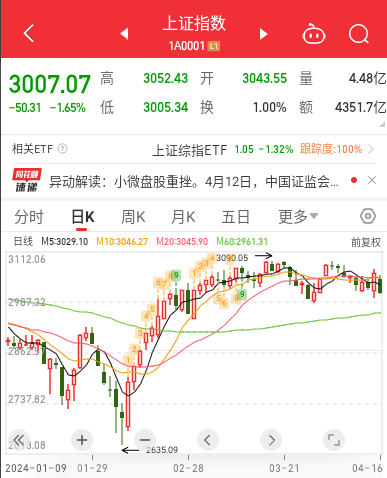 上证指数
1A0001 L1
3007.07 高 3052.43 开 3043.55 量 4.48亿
-50.31 -1.65% 低 3005.34 换 1.00% 额 4351.7亿
相关ETF ? 上证综指ETF 1.05 -1.32% 跟踪度:100%
同花顺 速递 异动解读：小微盘股重挫。4月12日，中国证监会...
分时 日K 周K 月K 五日 更多
日线 M5:3029.10 M10:3046.27 M20:3045.90 M60:2961.31 前复权
3112.06
3090.05
2987.32
2862.57
2737.82
2613.08
2635.09
2024-01-09 01-29 02-28 03-21 04-16